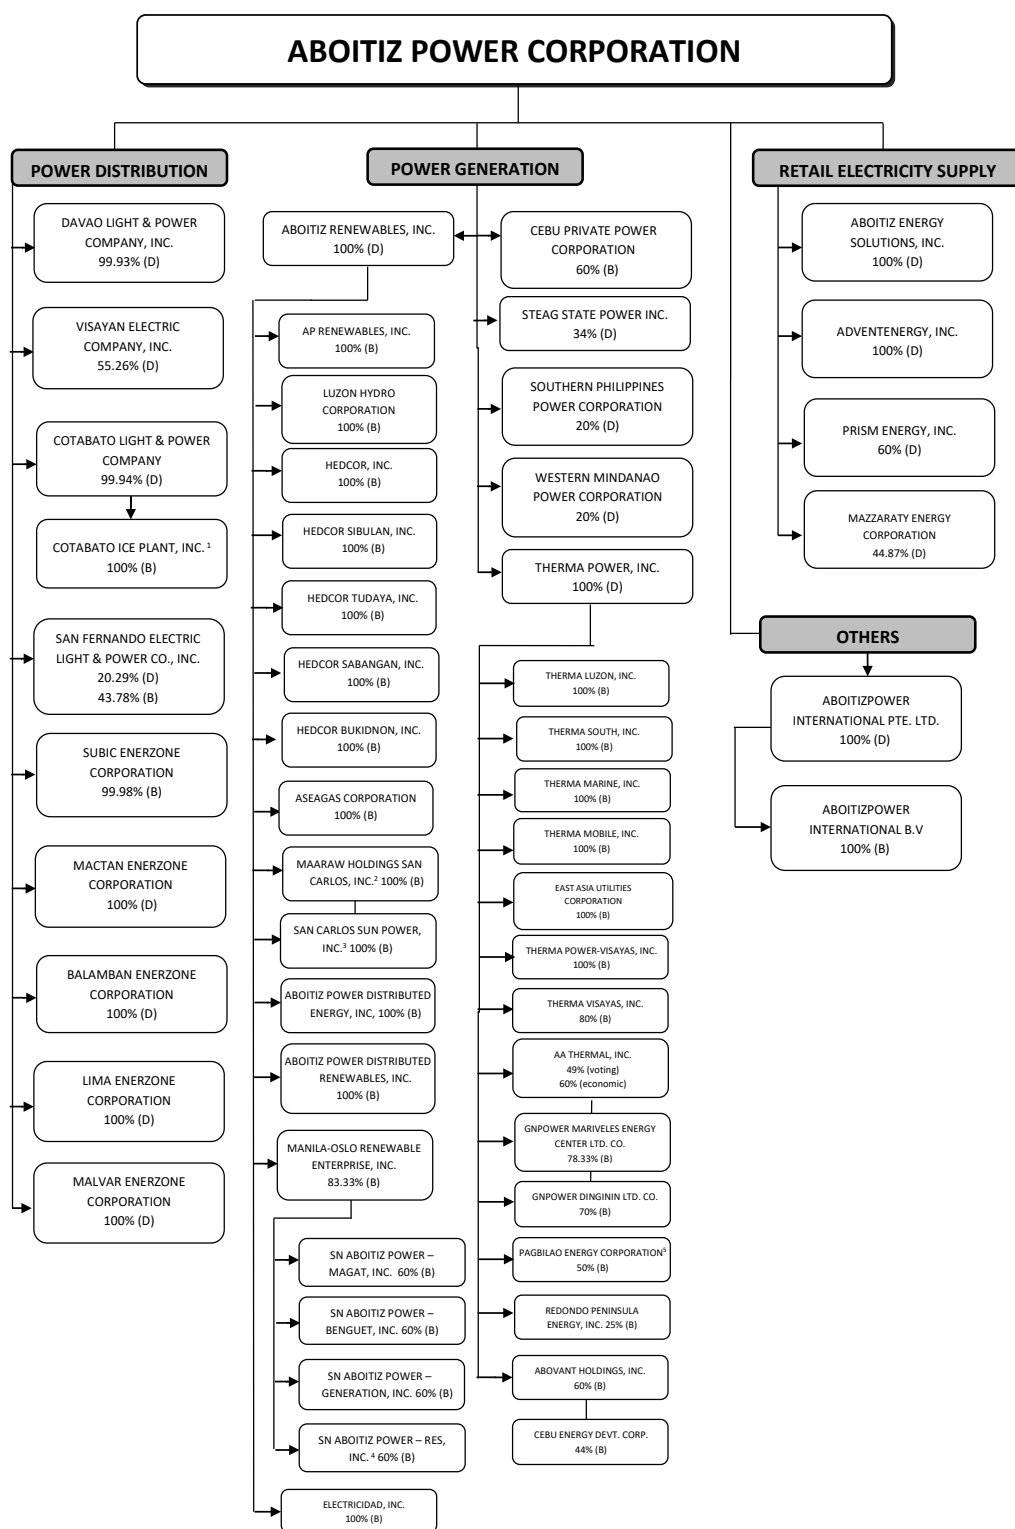 ABOITIZ POWER CORPORATION
POWER DISTRIBUTION
DAVAO LIGHT & POWER
COMPANY, INC.
99.93% (D)
VISAYAN ELECTRIC
COMPANY, INC.
55.26% (D)
COTABATO LIGHT & POWER
COMPANY
99.94% (D)
COTABATO ICE PLANT, INC. ¹
100% (B)
SAN FERNANDO ELECTRIC
LIGHT & POWER CO., INC.
20.29% (D)
43.78% (B)
SUBIC ENERZONE
CORPORATION
99.98% (B)
MACTAN ENERZONE
CORPORATION
100% (D)
BALAMBAN ENERZONE
CORPORATION
100% (D)
LIMA ENERZONE
CORPORATION
100% (D)
MALVAR ENERZONE
CORPORATION
100% (D)
POWER GENERATION
ABOITIZ RENEWABLES, INC.
100% (D)
AP RENEWABLES, INC.
100% (B)
LUZON HYDRO
CORPORATION
100% (B)
HEDCOR, INC.
100% (B)
HEDCOR SIBULAN, INC.
100% (B)
HEDCOR TUDAYA, INC.
100% (B)
HEDCOR SABANGAN, INC.
100% (B)
HEDCOR BUKIDNON, INC.
100% (B)
ASEAGAS CORPORATION
100% (B)
MAARAW HOLDINGS SAN
CARLOS, INC.² 100% (B)
SAN CARLOS SUN POWER,
INC.³ 100% (B)
ABOITIZ POWER DISTRIBUTED
ENERGY, INC, 100% (B)
ABOITIZ POWER DISTRIBUTED
RENEWABLES, INC.
100% (B)
MANILA-OSLO RENEWABLE
ENTERPRISE, INC.
83.33% (B)
SN ABOITIZ POWER –
MAGAT, INC. 60% (B)
SN ABOITIZ POWER –
BENGUET, INC. 60% (B)
SN ABOITIZ POWER –
GENERATION, INC. 60% (B)
SN ABOITIZ POWER – RES,
INC. ⁴ 60% (B)
ELECTRICIDAD, INC.
100% (B)
CEBU PRIVATE POWER
CORPORATION
60% (B)
STEAG STATE POWER INC.
34% (D)
SOUTHERN PHILIPPINES
POWER CORPORATION
20% (D)
WESTERN MINDANAO
POWER CORPORATION
20% (D)
THERMA POWER, INC.
100% (D)
THERMA LUZON, INC.
100% (B)
THERMA SOUTH, INC.
100% (B)
THERMA MARINE, INC.
100% (B)
THERMA MOBILE, INC.
100% (B)
EAST ASIA UTILITIES
CORPORATION
100% (B)
THERMA POWER-VISAYAS, INC.
100% (B)
THERMA VISAYAS, INC.
80% (B)
AA THERMAL, INC.
49% (voting)
60% (economic)
GNPOWER MARIVELES ENERGY
CENTER LTD. CO.
78.33% (B)
GNPOWER DINGININ LTD. CO.
70% (B)
PAGBILAO ENERGY CORPORATION⁵
50% (B)
REDONDO PENINSULA
ENERGY, INC. 25% (B)
ABOVANT HOLDINGS, INC.
60% (B)
CEBU ENERGY DEVT. CORP.
44% (B)
RETAIL ELECTRICITY SUPPLY
ABOITIZ ENERGY
SOLUTIONS, INC.
100% (D)
ADVENTENERGY, INC.
100% (D)
PRISM ENERGY, INC.
60% (D)
MAZZARATY ENERGY
CORPORATION
44.87% (D)
OTHERS
ABOITIZPOWER
INTERNATIONAL PTE. LTD.
100% (D)
ABOITIZPOWER
INTERNATIONAL B.V
100% (B)